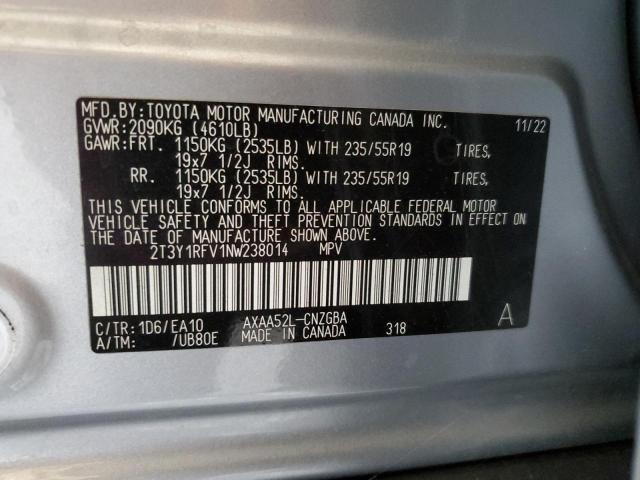 MFD. BY: TOYOTA MOTOR MANUFACTURING CANADA INC. 11/22
GVWR: 2090KG (4610LB)
GAWR: FRT. 1150KG (2535LB) WITH 235/55R19 TIRES,
19x7 1/2J RIMS.
RR. 1150KG (2535LB) WITH 235/55R19 TIRES,
19x7 1/2J RIMS.
THIS VEHICLE CONFORMS TO ALL APPLICABLE FEDERAL MOTOR
VEHICLE SAFETY AND THEFT PREVENTION STANDARDS IN EFFECT ON
THE DATE OF MANUFACTURE SHOWN ABOVE.
2T3Y1RFV1NW238014 MPV
C/TR: 1D6/EA10 AXAA52L-CNZGBA A
A/TM: /UB80E MADE IN CANADA 318